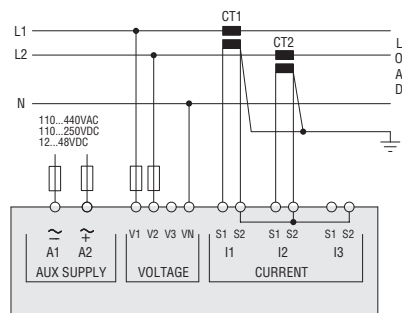 CT1
L1
CT2
L2
L
O
A
D
N
110...440VAC
110...250VDC
12...48VDC
V1 V2 V3 VN S1 S2 S1 S2 S1 S2
A1 A2 I1 I2 I3
AUX SUPPLY VOLTAGE CURRENT